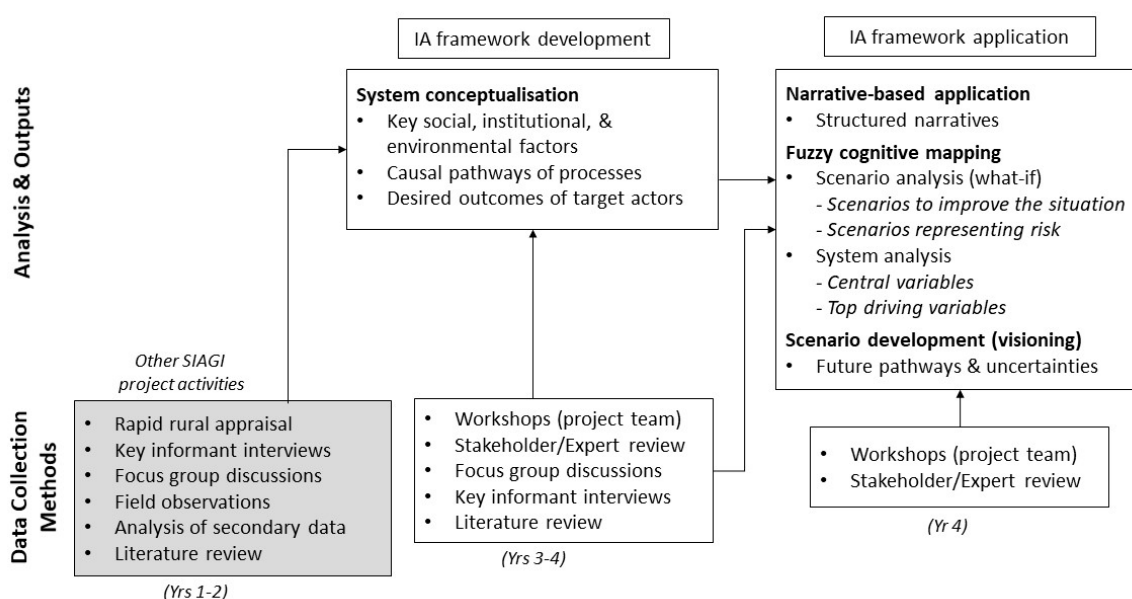 IA framework development
IA framework application
Analysis & Outputs
System conceptualisation
• Key social, institutional, &
environmental factors
• Causal pathways of processes
• Desired outcomes of target actors
Narrative-based application
• Structured narratives
Fuzzy cognitive mapping
• Scenario analysis (what-if)
- Scenarios to improve the situation
- Scenarios representing risk
• System analysis
- Central variables
- Top driving variables
Scenario development (visioning)
• Future pathways & uncertainties
Data Collection
Methods
Other SIAGI
project activities
• Rapid rural appraisal
• Key informant interviews
• Focus group discussions
• Field observations
• Analysis of secondary data
• Literature review
(Yrs 1-2)
• Workshops (project team)
• Stakeholder/Expert review
• Focus group discussions
• Key informant interviews
• Literature review
(Yrs 3-4)
• Workshops (project team)
• Stakeholder/Expert review
(Yr 4)